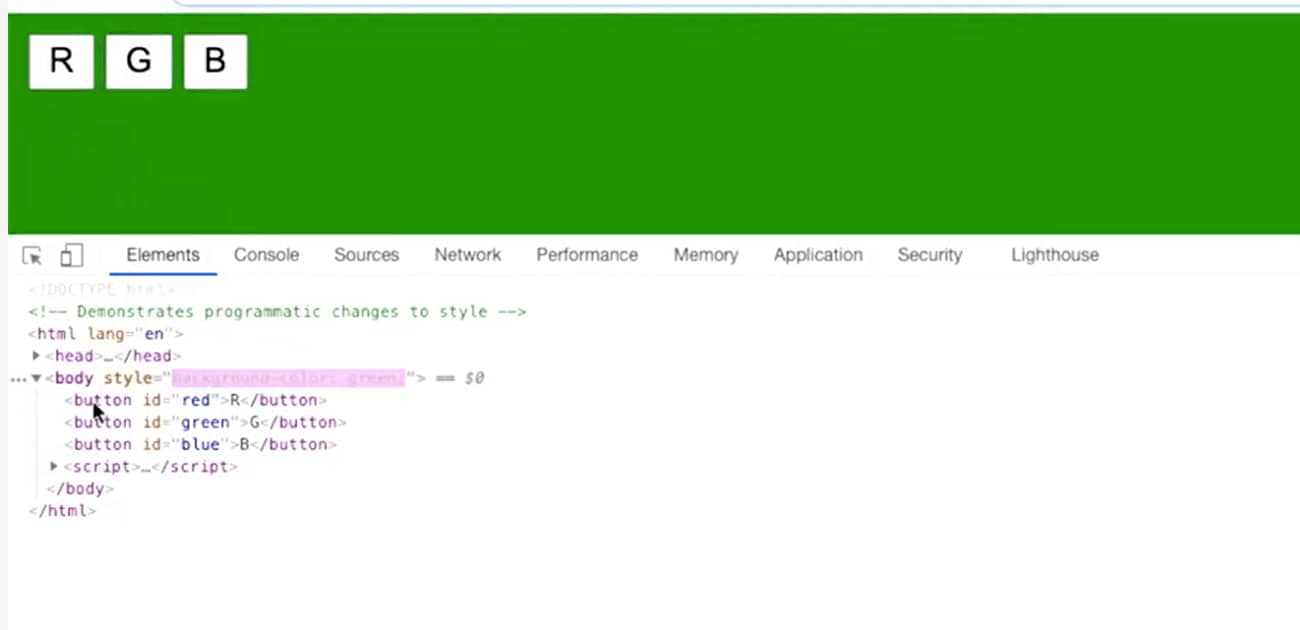 R G B
Elements Console Sources Network Performance Memory Application Security Lighthouse
<!DOCTYPE html>
<!-- Demonstrates programmatic changes to style -->
<html lang="en">
<head>…</head>
…<body style="background-color: green;"> == $0
<button id="red">R</button>
<button id="green">G</button>
<button id="blue">B</button>
<script>…</script>
</body>
</html>